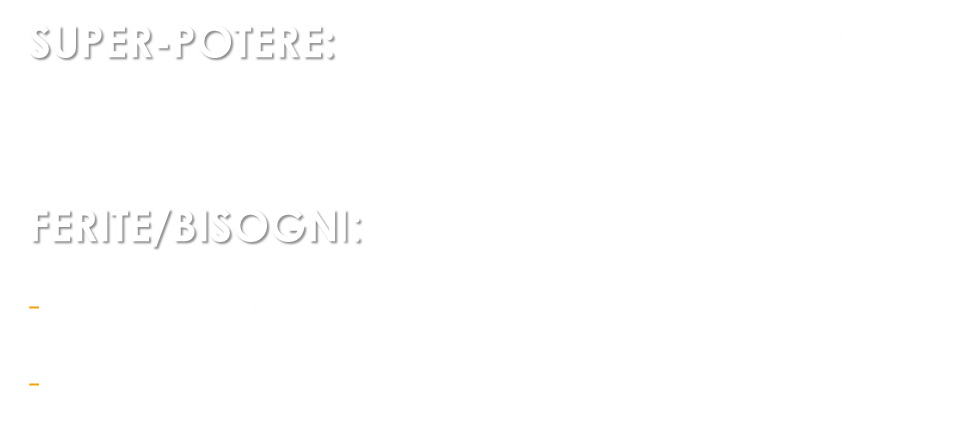 SUPER-POTERE:
FERITE/BISOGNI:
–
–